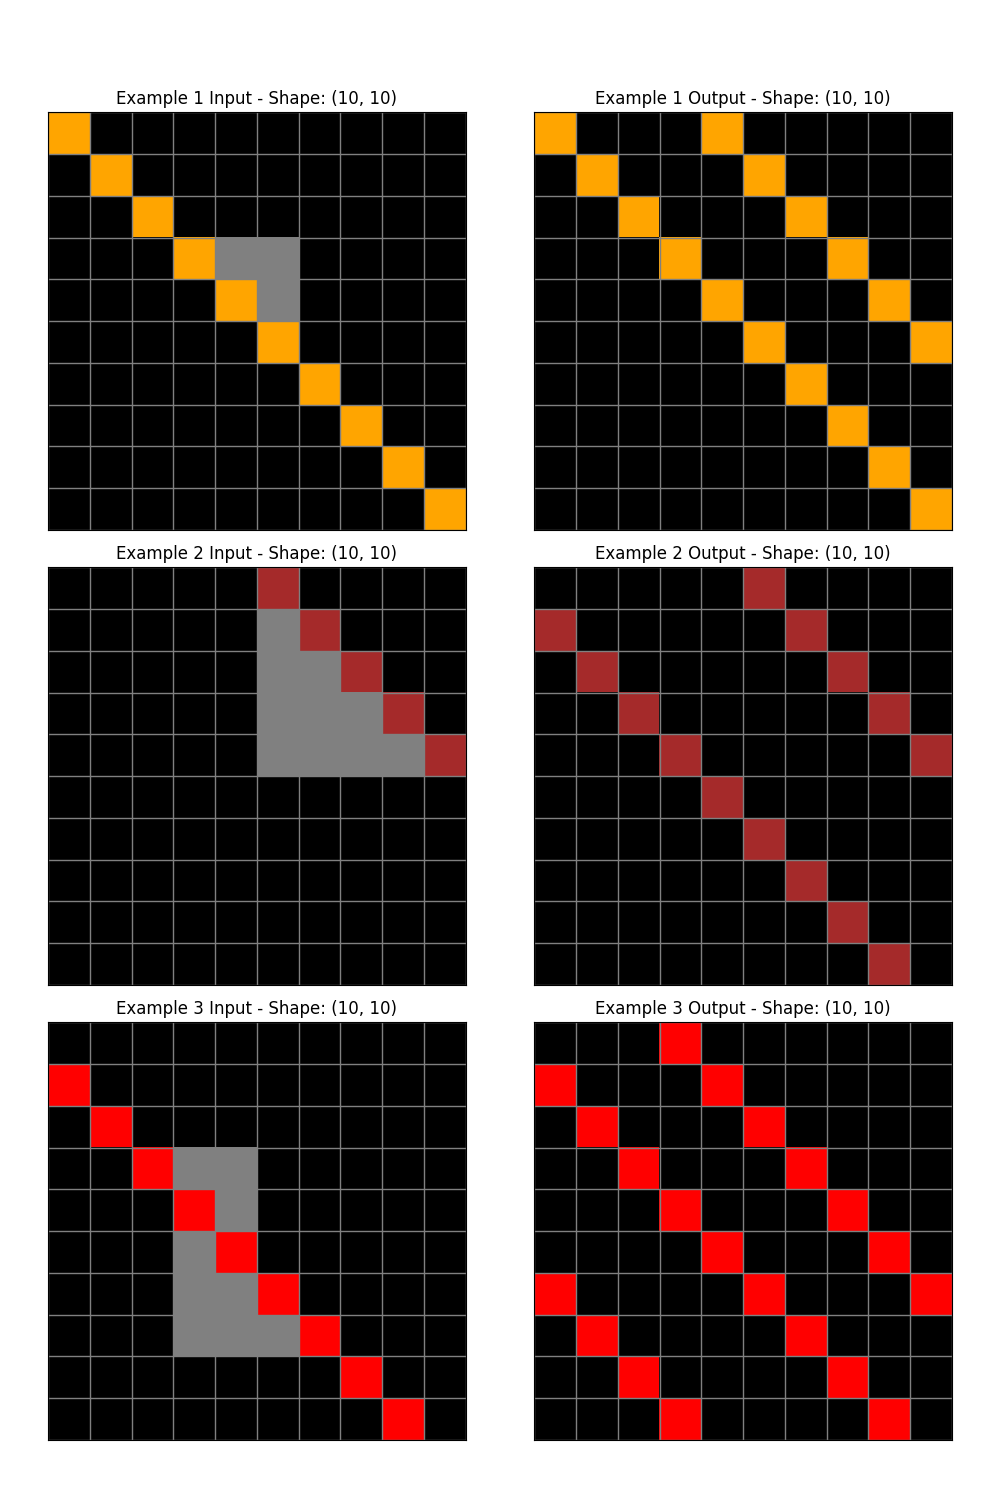 Example 1 Input - Shape: (10, 10)
Example 1 Output - Shape: (10, 10)
Example 2 Input - Shape: (10, 10)
Example 2 Output - Shape: (10, 10)
Example 3 Input - Shape: (10, 10)
Example 3 Output - Shape: (10, 10)